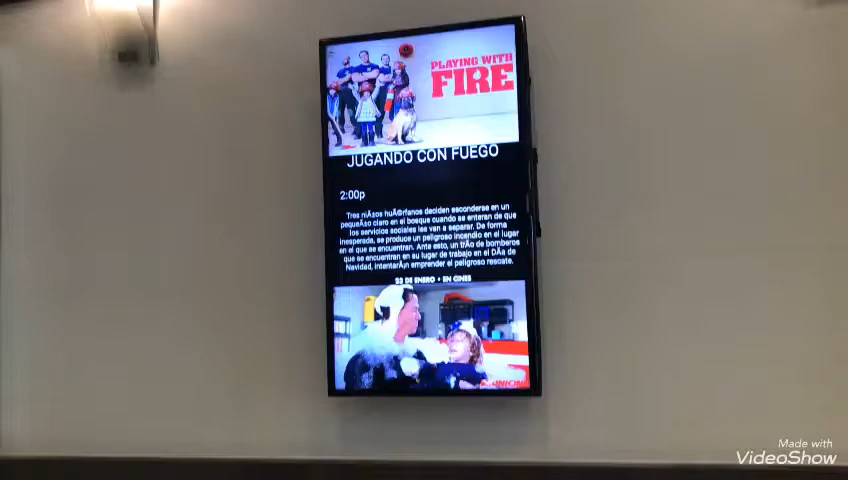 PLAYING WITH
FIRE
JUGANDO CON FUEGO
2:00p
Tres niÃ±os huÃ©rfanos deciden esconderse en un
pequeÃ±o claro en el bosque cuando se enteran de que
los servicios sociales les van a separar. De forma
inesperada, se produce un peligroso incendio en el lugar
en el que se encuentran. Ante esto, un trÃ­o de bomberos
que se encuentran en su lugar de trabajo en el DÃ­a de
Navidad, intentarÃ¡n emprender el peligroso rescate.
DE ENERO • EN CINES
Made with
VideoShow